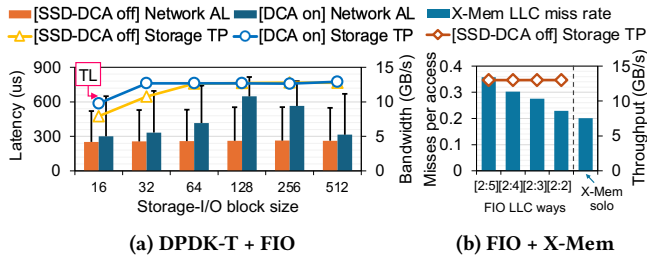 [SSD-DCA off] Network AL
[DCA on] Network AL
[SSD-DCA off] Storage TP
[DCA on] Storage TP
TL
Latency (us)
900
600
300
0
15
10
5
0
Bandwidth (GB/s)
16 32 64 128 256 512
Storage-I/O block size
(a) DPDK-T + FIO
X-Mem LLC miss rate
[SSD-DCA off] Storage TP
Misses per access
0.4
0.3
0.2
0.1
0
15
10
5
0
Throughput (GB/s)
[2:5] [2:4] [2:3] [2:2]
FIO LLC ways
X-Mem
solo
(b) FIO + X-Mem